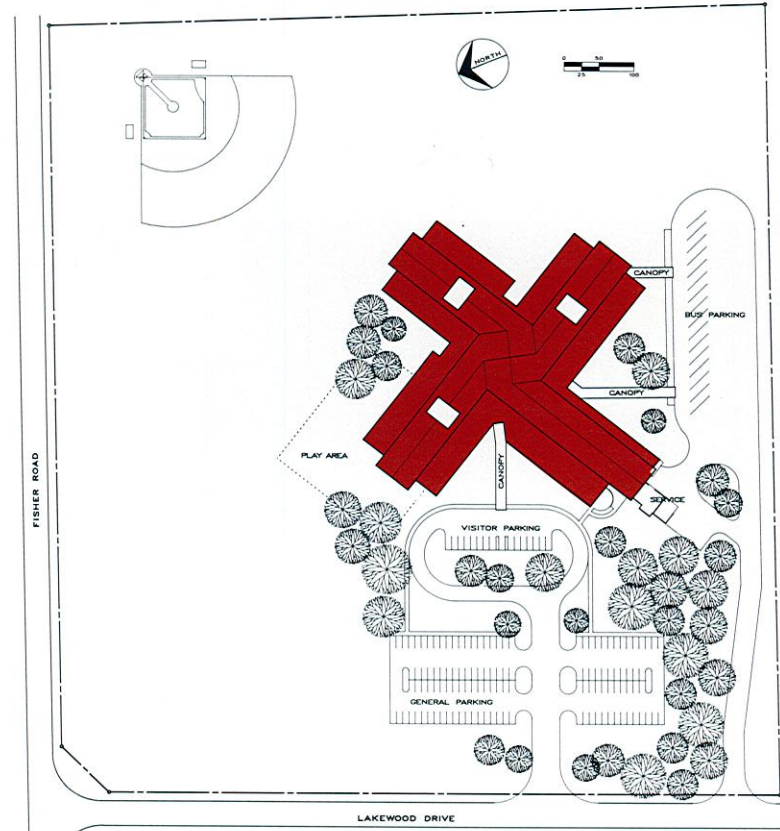 NORTH
0 50
25 100
CANOPY
BUS PARKING
CANOPY
FISHER ROAD
PLAY AREA
CANOPY
SERVICE
VISITOR PARKING
GENERAL PARKING
LAKEWOOD DRIVE